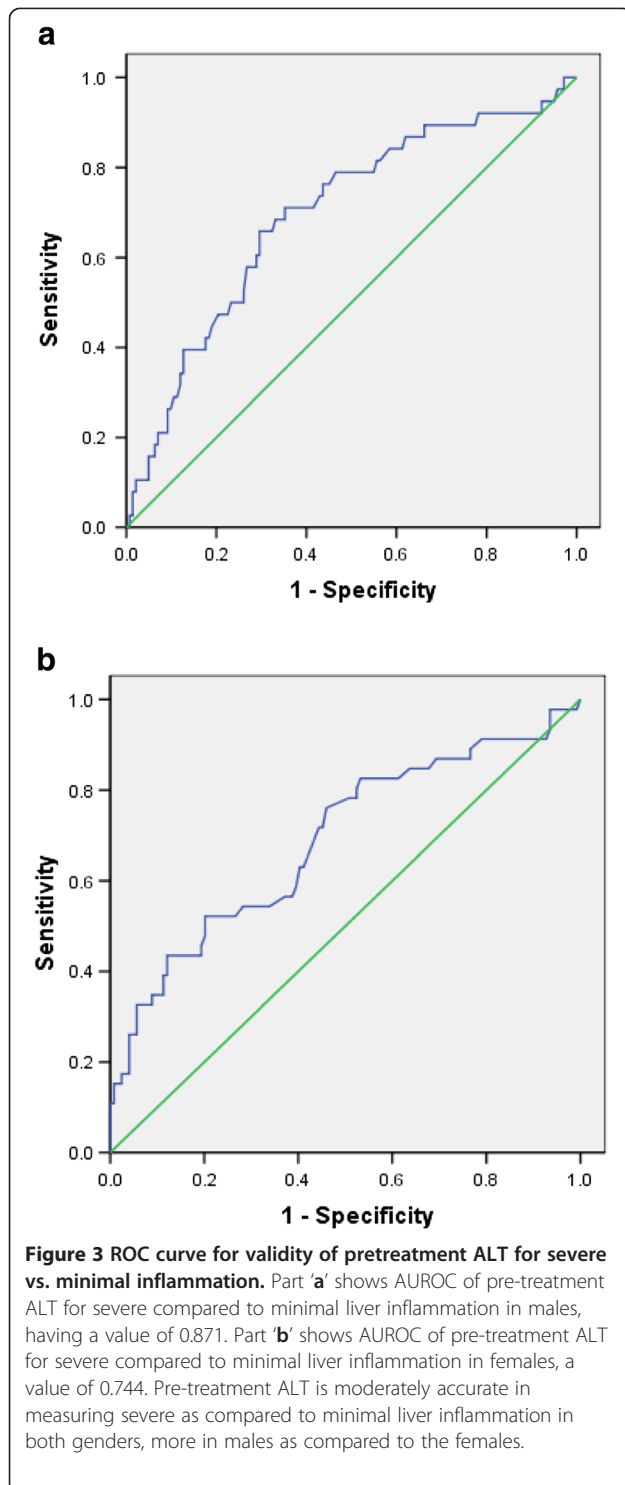 a
1.0
0.8
0.6
0.4
0.2
0.0
Sensitivity
0.0 0.2 0.4 0.6 0.8 1.0
1 - Specificity
b
1.0
0.8
0.6
0.4
0.2
0.0
Sensitivity
0.0 0.2 0.4 0.6 0.8 1.0
1 - Specificity
Figure 3 ROC curve for validity of pretreatment ALT for severe
vs. minimal inflammation. Part ‘a’ shows AUROC of pre-treatment
ALT for severe compared to minimal liver inflammation in males,
having a value of 0.871. Part ‘b’ shows AUROC of pre-treatment ALT
for severe compared to minimal liver inflammation in females, a
value of 0.744. Pre-treatment ALT is moderately accurate in
measuring severe as compared to minimal liver inflammation in
both genders, more in males as compared to the females.